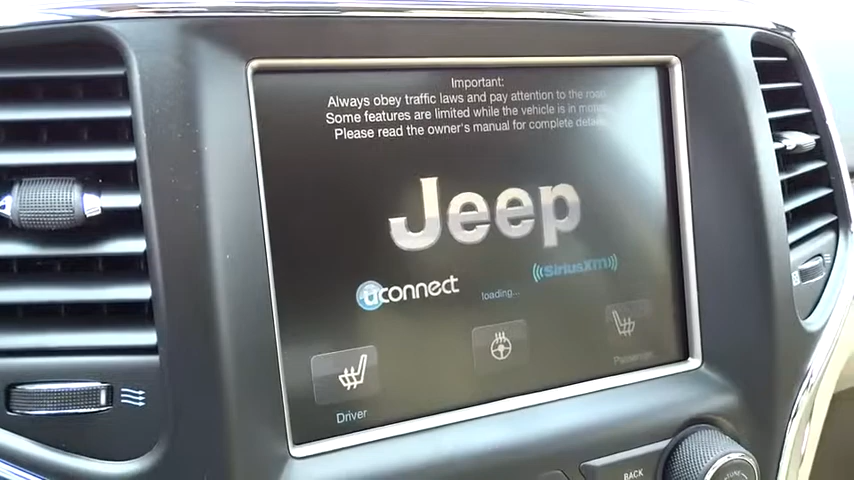 Important:
Always obey traffic laws and pay attention to the road.
Some features are limited while the vehicle is in motion.
Please read the owner's manual for complete details.
Jeep
uconnect
SiriusXM
loading...
Driver
Passenger
BACK
TUNE